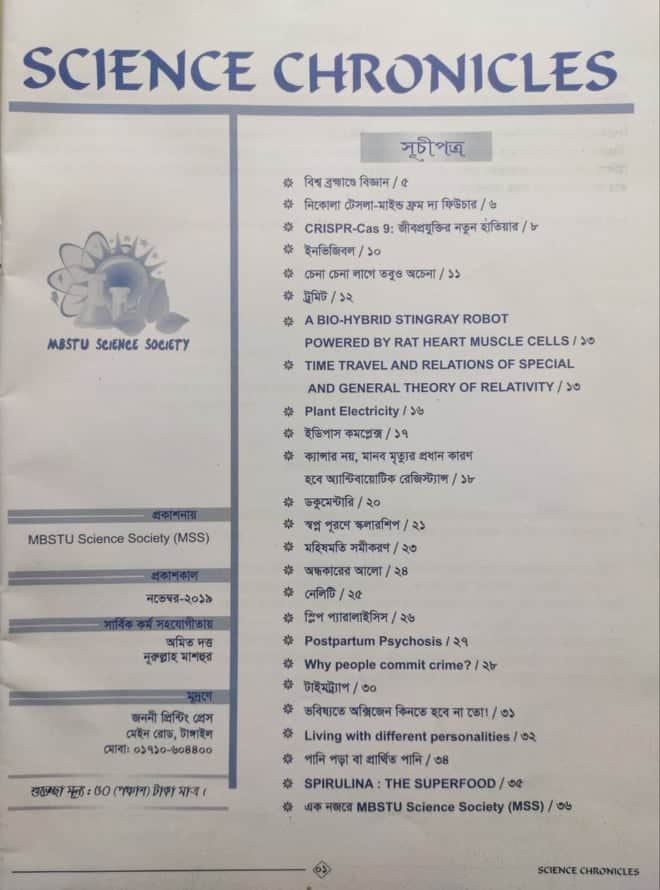 SCIENCE CHRONICLES
MBSTU SCIENCE SOCIETY
প্রকাশনায়
MBSTU Science Society (MSS)
প্রকাশকাল
নভেম্বর-২০১৯
সার্বিক কর্ম সহযোগীতায়
অমিত দত্ত
নূরুল্লাহ মাশহুর
মুদ্রণে
জননী প্রিন্টিং প্রেস
মেইন রোড, টাঙ্গাইল
মোবা: ০১৭১০-৬০৪৪০০
শুভেচ্ছা মূল্য : ৫০ (পঞ্চাশ) টাকা মাত্র।
সূচীপত্র
বিশ্ব ব্রহ্মান্ডে বিজ্ঞান / ৫
নিকোলা টেসলা-মাইন্ড ফ্রম দ্য ফিউচার / ৬
CRISPR-Cas 9: জীবপ্রযুক্তির নতুন হাতিয়ার / ৮
ইনভিজিবল / ১০
চেনা চেনা লাগে তবুও অচেনা / ১১
ট্রমিট / ১২
A BIO-HYBRID STINGRAY ROBOT
POWERED BY RAT HEART MUSCLE CELLS / ১৩
TIME TRAVEL AND RELATIONS OF SPECIAL
AND GENERAL THEORY OF RELATIVITY / ১৩
Plant Electricity / ১৬
ইডিপাস কমপ্লেক্স / ১৭
ক্যান্সার নয়, মানব মৃত্যুর প্রধান কারণ
হবে অ্যান্টিবায়োটিক রেজিস্ট্যান্স / ১৮
ডকুমেন্টারি / ২০
স্বপ্ন পূরণে স্কলারশিপ / ২১
মহিষমতি সমীকরণ / ২৩
অন্ধকারের আলো / ২৪
নেলিটি / ২৫
স্লিপ প্যারালাইসিস / ২৬
Postpartum Psychosis / ২৭
Why people commit crime? / ২৮
টাইমট্র্যাপ / ৩০
ভবিষ্যতে অক্সিজেন কিনতে হবে না তো! / ৩১
Living with different personalities / ৩২
পানি পড়া বা প্রার্থিত পানি / ৩৪
SPIRULINA : THE SUPERFOOD / ৩৫
এক নজরে MBSTU Science Society (MSS) / ৩৬
০১
SCIENCE CHRONICLES